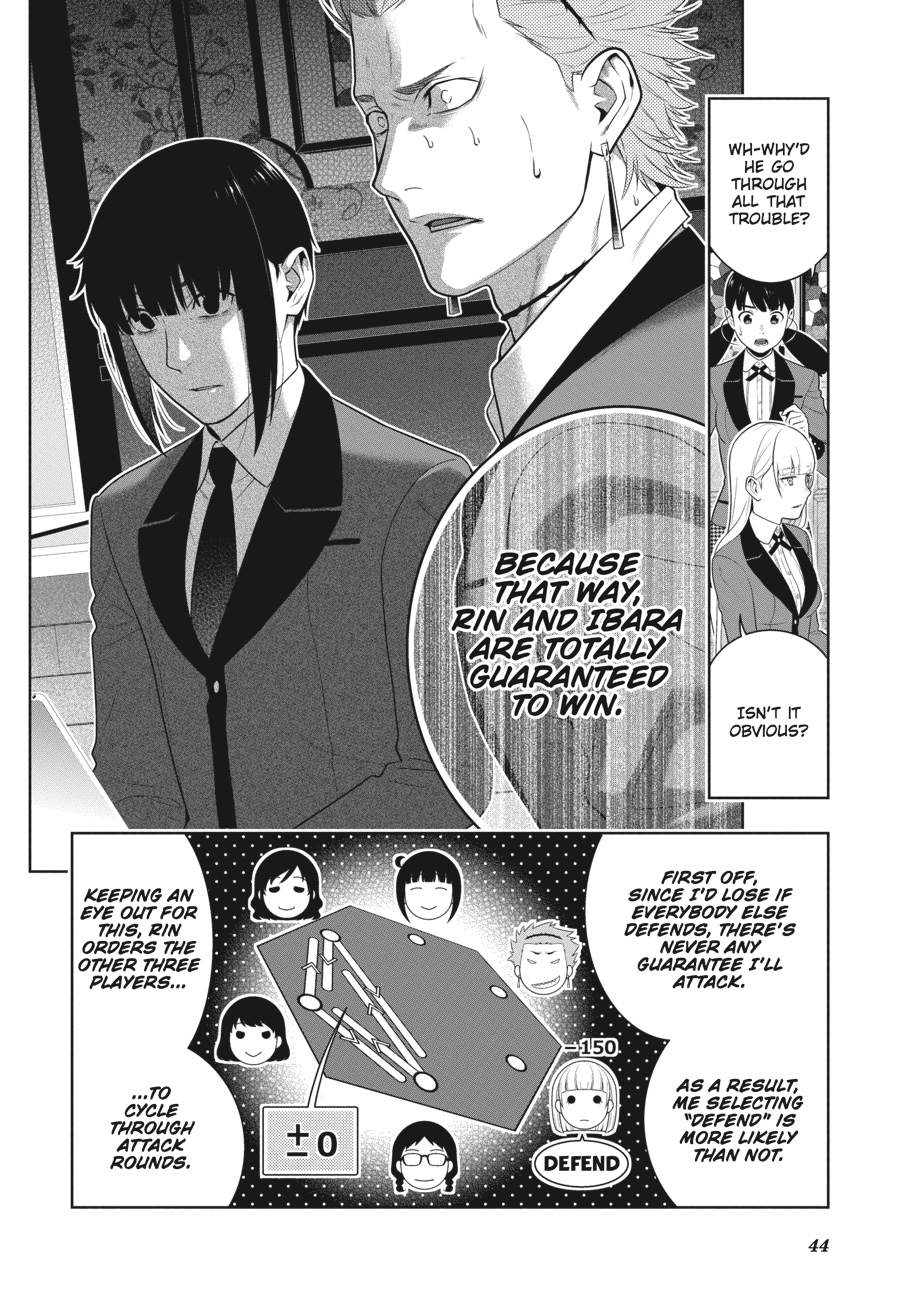 WH-WHY'D
HE GO
THROUGH
ALL THAT
TROUBLE?
ISN'T IT
OBVIOUS?
BECAUSE
THAT WAY,
RIN AND IBARA
ARE TOTALLY
GUARANTEED
TO WIN.
FIRST OFF,
SINCE I'D LOSE IF
EVERYBODY ELSE
DEFENDS, THERE'S
NEVER ANY
GUARANTEE I'LL
ATTACK.
AS A RESULT,
ME SELECTING
"DEFEND" IS
MORE LIKELY
THAN NOT.
-150
DEFEND
KEEPING AN
EYE OUT FOR
THIS, RIN
ORDERS THE
OTHER THREE
PLAYERS...
...TO
CYCLE
THROUGH
ATTACK
ROUNDS.
±0
44